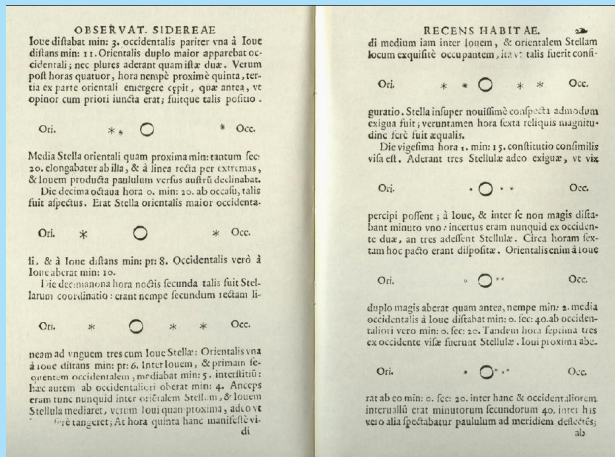 OBSERVAT. SIDEREAE
Ioue distabat min: 3. occidentalis pariter vna à Ioue
distans min: 11. Orientalis duplo maior apparebat oc-
cidentali; nec plures aderant quam istæ duæ. Verum
post horas quatuor, hora nempè proximè quinta, ter-
tia ex parte orientali emergere cępit, quæ antea, vt
opinor cum priori iuncta erat; fuitque talis positio.
Ori. Occ.
Media Stella orientali quam proxima min: tantum sec:
20. elongabatur ab illa, & à linea recta per extremas,
& Iouem producta paululum versus austrū declinabat.
Die decima octaua hora 0. min: 20. ab occasu, talis
fuit aspectus. Erat Stella orientalis maior occidenta-
Ori. Occ.
li, & à Ioue distans min: pr: 8. Occidentalis verò à
Ioue aberat min: 10.
Die decimanona hora noctis secunda talis fuit Stel-
larum coordinatio: erant nempe secundum rectam li-
Ori. Occ.
neam ad vnguem tres cum Ioue Stellæ: Orientalis vna
à Ioue distans min: pr: 6. Inter Iouem, & primam se-
quentem occidentalem, mediabat min: 5. interstitiū:
hæc autem ab occidentaliori oberat min: 4. Anceps
eram tunc nunquid inter oriētalem Stellam, & Iouem
Stellula mediaret, verum Ioui quam proxima, adeo vt
ferè tangeret; At hora quinta hanc manifestè vi-
di
RECENS HABITAE.
di medium iam inter Iouem, & orientalem Stellam
locum exquisitè occupantem, ita vt talis fuerit confi-
Ori. Occ.
guratio. Stella insuper nouissimè conspecta admodum
exigua fuit; veruntamen hora sexta reliquis magnitu-
dine ferè fuit æqualis.
Die vigesima hora 1. min: 15. constitutio consimilis
visa est. Aderant tres Stellulæ adeo exiguæ, vt vix
Ori. Occ.
percipi possent; à Ioue, & inter se non magis dista-
bant minuto vno: incertus eram nunquid ex occiden-
te duæ, an tres adessent Stellulæ. Circa horam sex-
tam hoc pacto erant dispositæ. Orientalis enim à Ioue
Ori. Occ.
duplo magis aberat quam antea, nempe min: 2. media
occidentalis à Ioue distabat min: 0. sec: 40. ab occiden-
taliori vero min: 0. sec: 20. Tandem hora septima tres
ex occidente visæ fuerunt Stellulæ. Ioui proxima abe-
Ori. Occ.
rat ab eo min: 0. sec: 20. inter hanc & occidentaliorem
interuallū erat minutorum secundorum 40. inter has
vero alia spectabatur paululum ad meridiem deflectēs;
ab